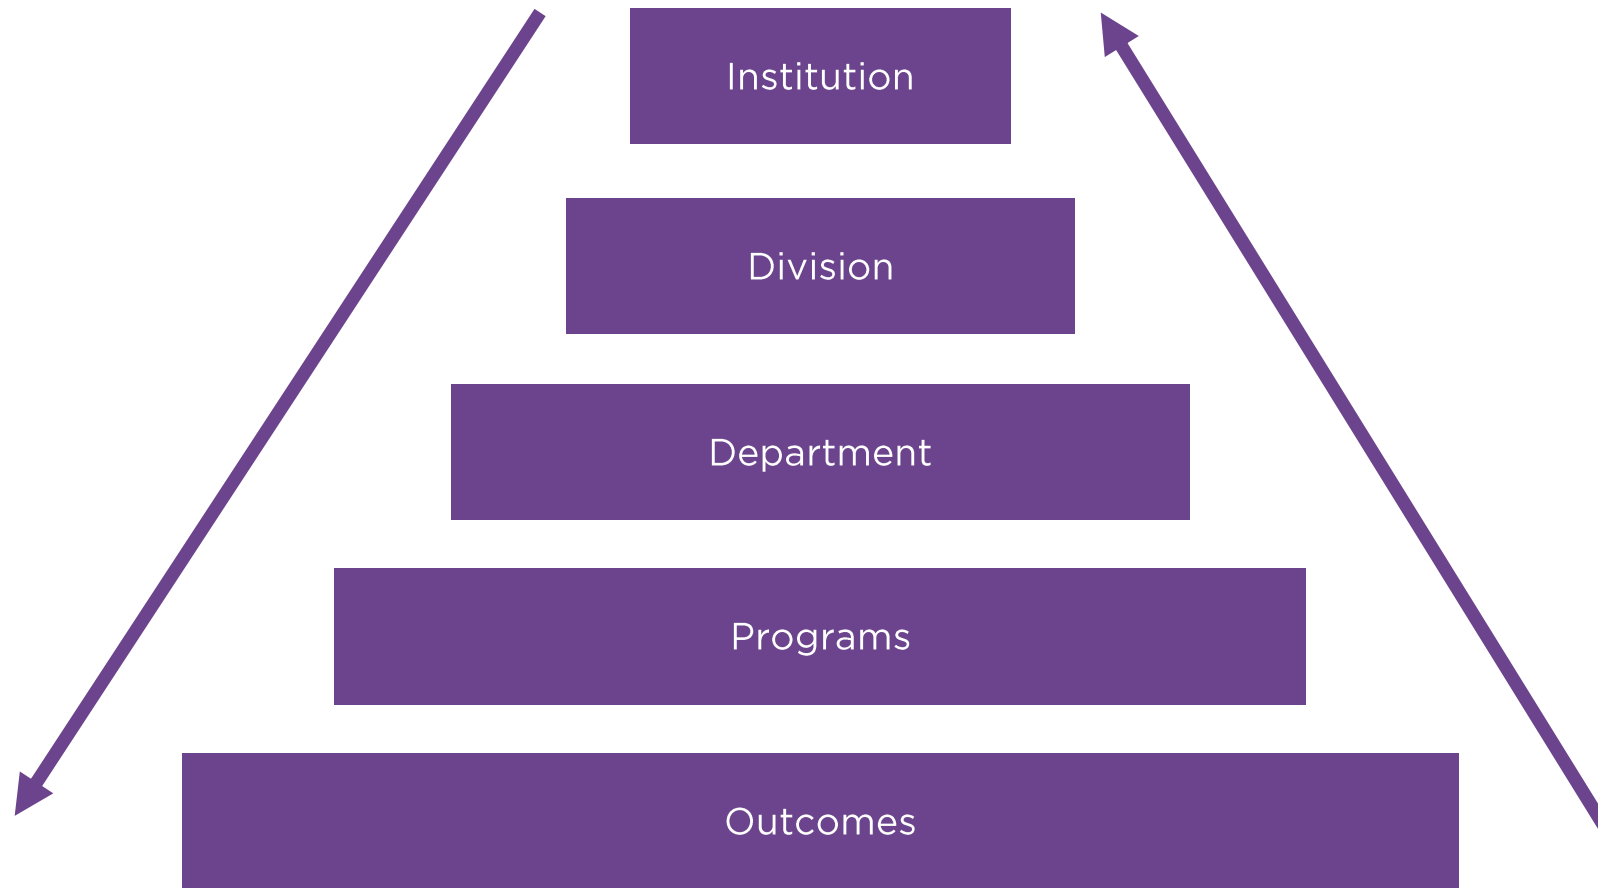 Institution
Division
Department
Programs
Outcomes